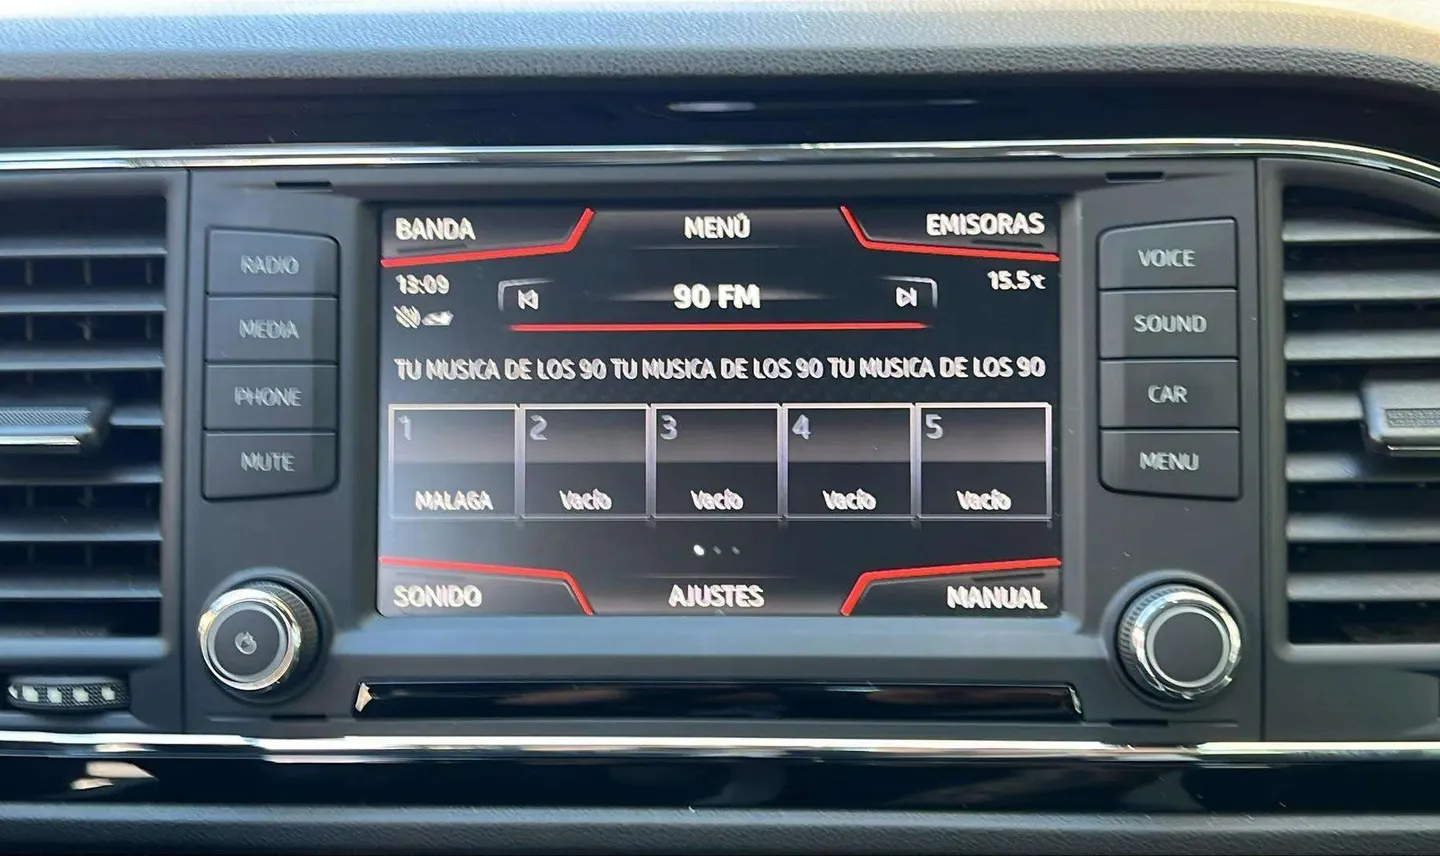 BANDA MENÚ EMISORAS
13:09 90 FM 15.5℃
TU MUSICA DE LOS 90 TU MUSICA DE LOS 90 TU MUSICA DE LOS 90
1 2 3 4 5
MALAGA Vacío Vacío Vacío Vacío
SONIDO AJUSTES MANUAL
RADIO
MEDIA
PHONE
MUTE
VOICE
SOUND
CAR
MENU